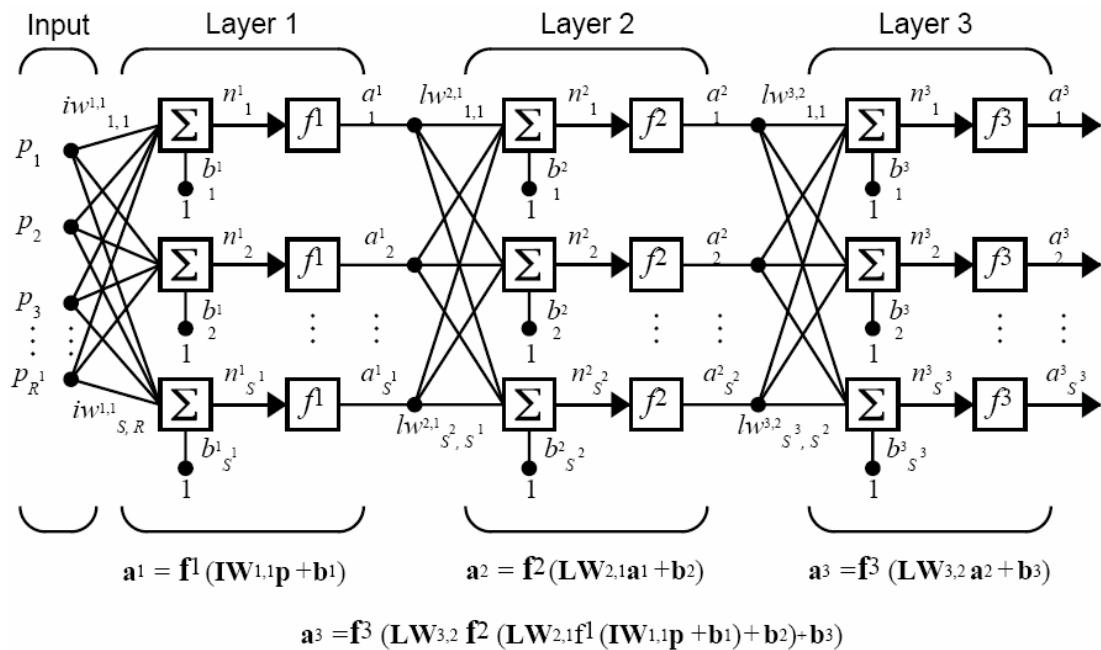 Input Layer 1 Layer 2 Layer 3
iw¹,¹ 1, 1 n¹ 1 a¹ 1 lw²,¹ 1,1 n² 1 a² 1 lw³,² 1,1 n³ 1 a³ 1
Σ f¹ Σ f² Σ f³
p 1
b¹ 1 b² 1 b³ 1
1 1 1
p 2
n¹ 2 a¹ 2 n² 2 a² 2 n³ 2 a³ 2
Σ f¹ Σ f² Σ f³
p 3
b¹ 2 b² 2 b³ 2
1 1 1
p R¹
n¹ S¹ a¹ S¹ n² S² a² S² n³ S³ a³ S³
Σ f¹ Σ f² Σ f³
iw¹,¹ S, R lw²,¹ S², S¹ lw³,² S³, S²
b¹ S¹ b² S² b³ S³
1 1 1
a1 = f1 (IW1,1p +b1) a2 = f2 (LW2,1a1 +b2) a3 =f3 (LW3,2 a2 +b3)
a3 =f3 (LW3,2 f2 (LW2,1f1 (IW1,1p +b1)+b2)+b3)